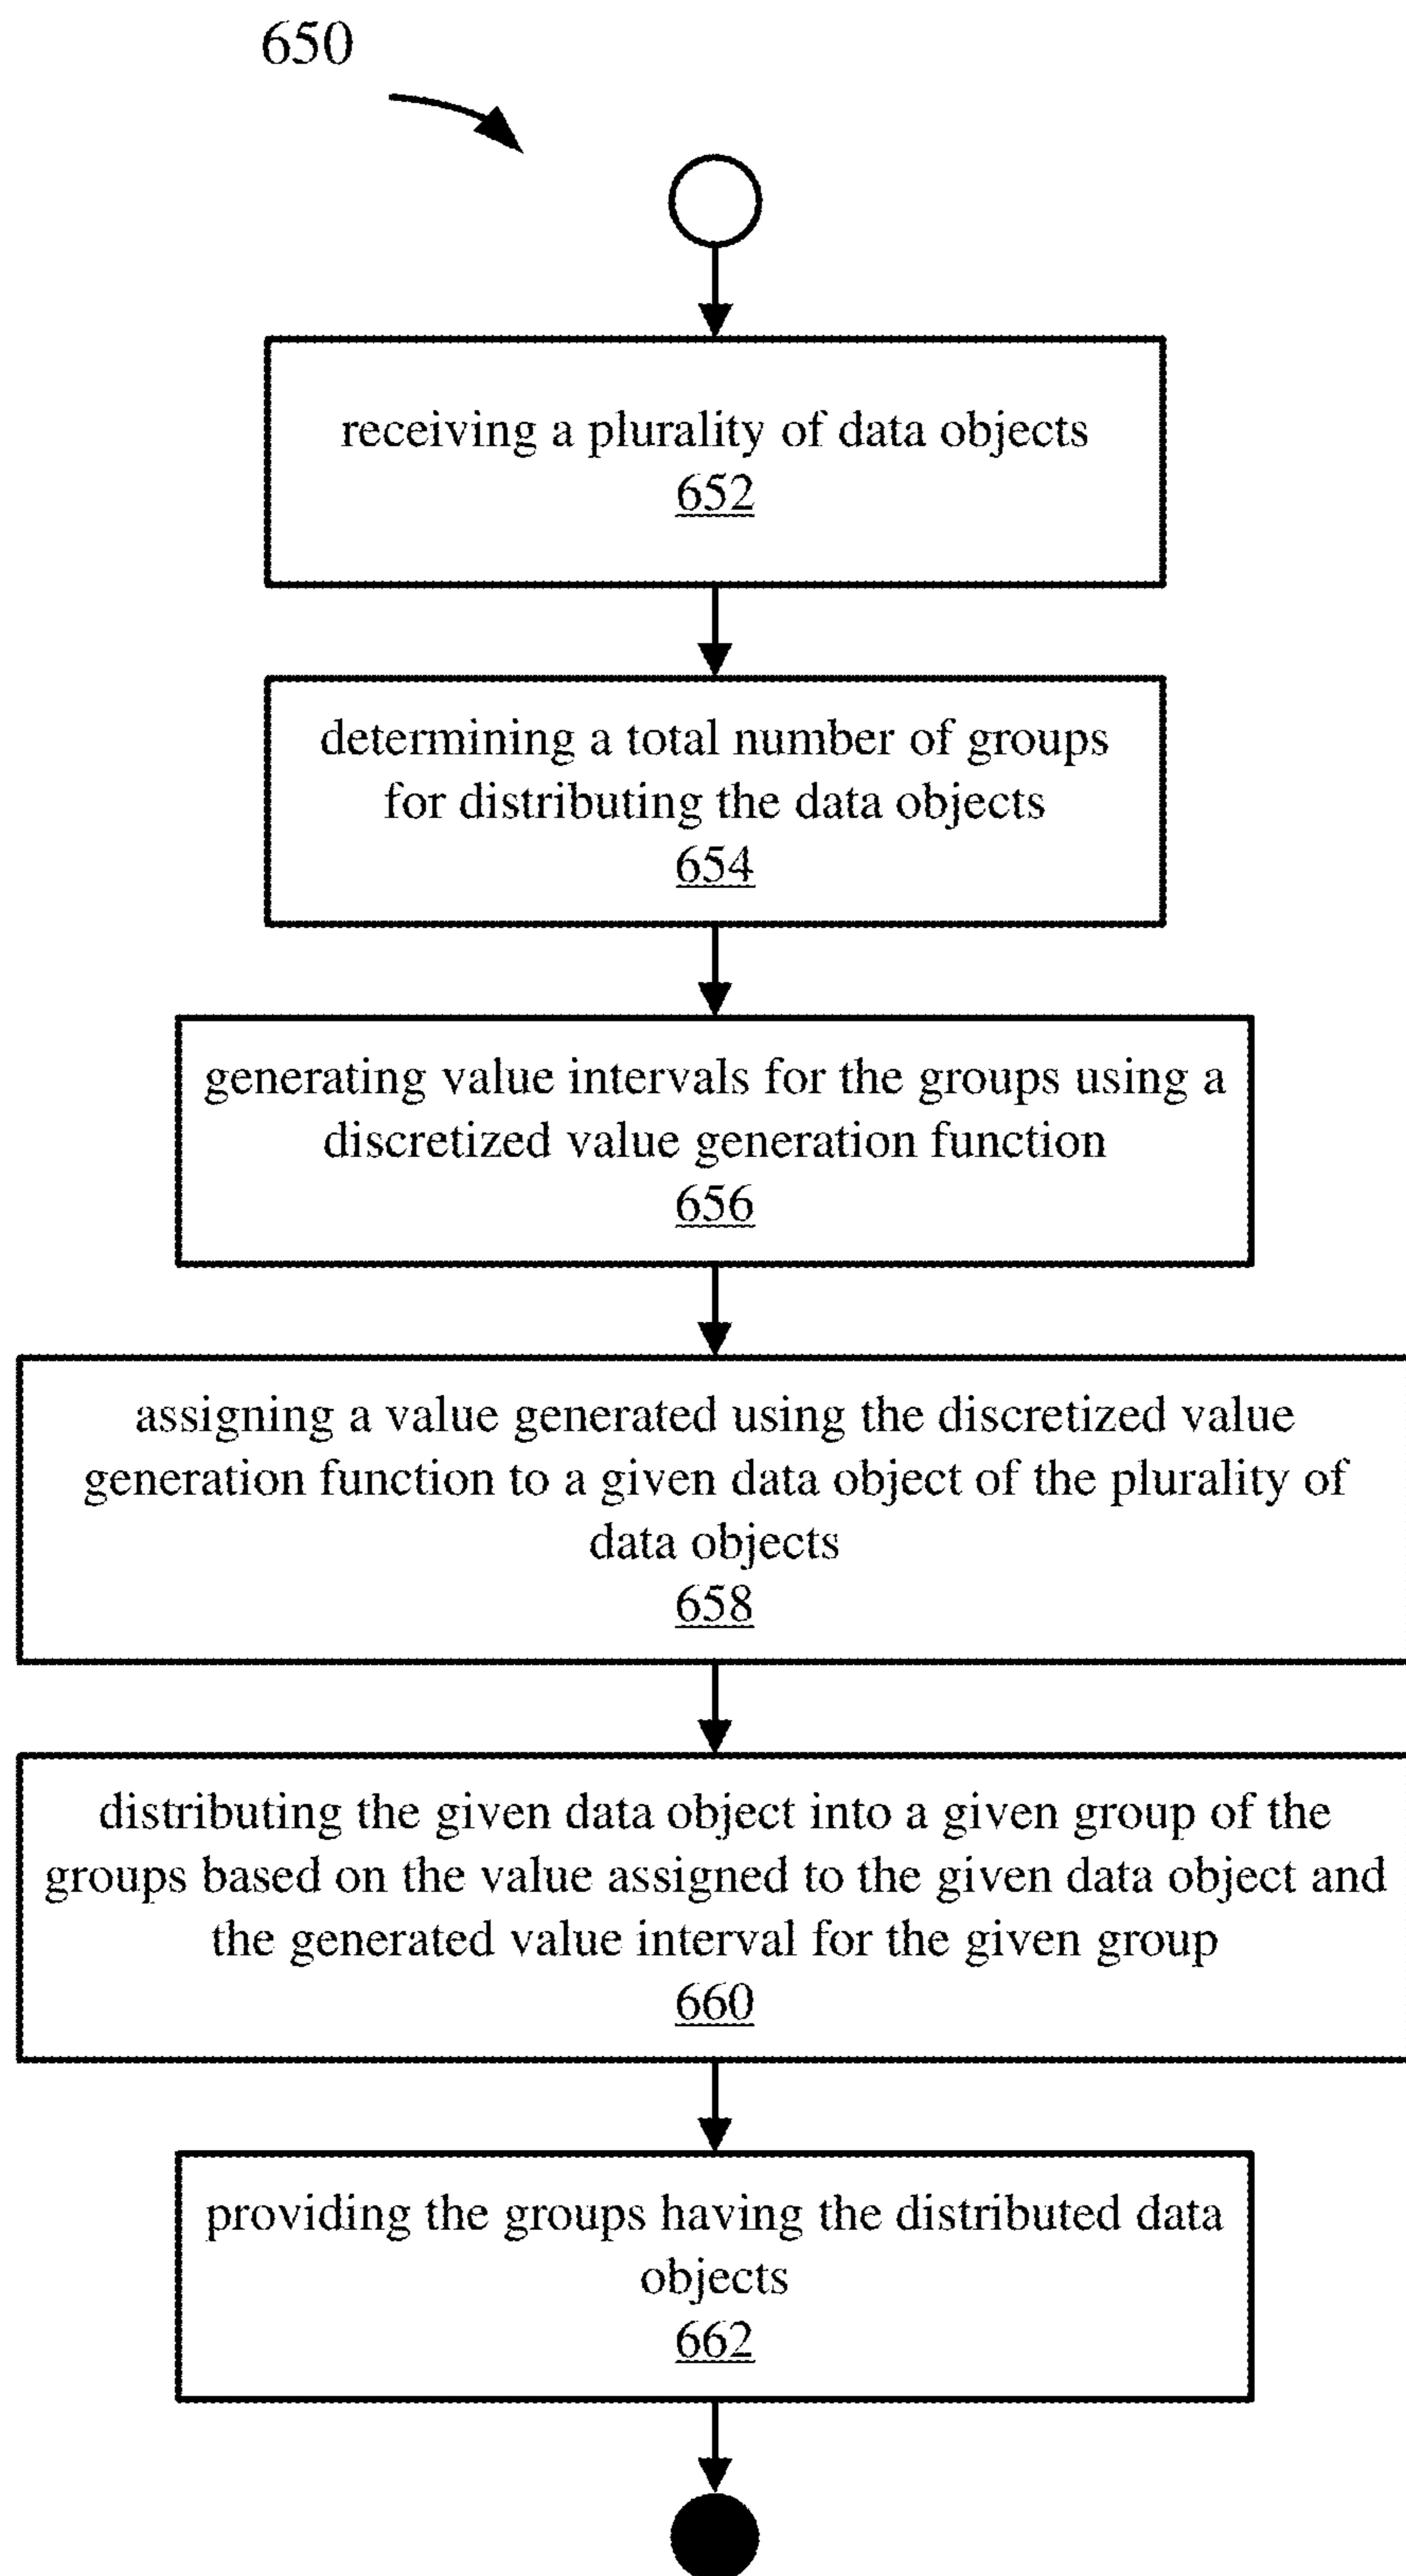 650
receiving a plurality of data objects
652
determining a total number of groups
for distributing the data objects
654
generating value intervals for the groups using a
discretized value generation function
656
assigning a value generated using the discretized value
generation function to a given data object of the plurality of
data objects
658
distributing the given data object into a given group of the
groups based on the value assigned to the given data object and
the generated value interval for the given group
660
providing the groups having the distributed data
objects
662